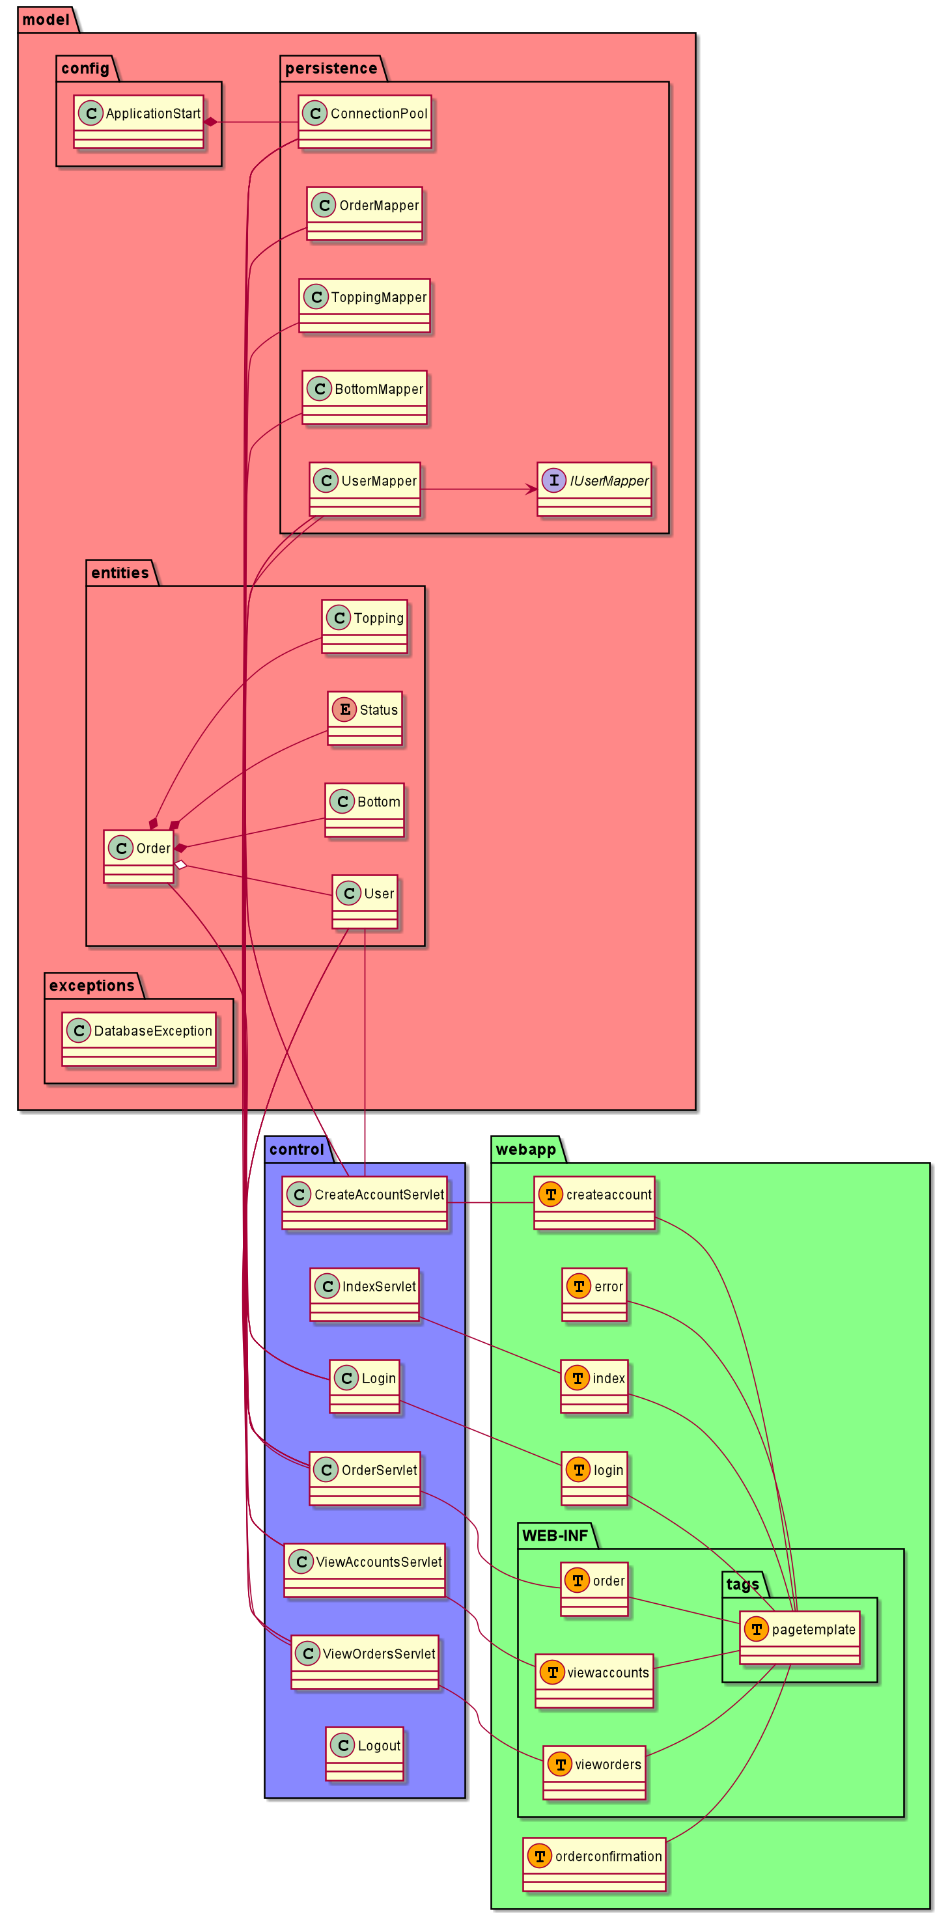 model
config
C ApplicationStart
persistence
C ConnectionPool
C OrderMapper
C ToppingMapper
C BottomMapper
C UserMapper
I IUserMapper
entities
C Topping
E Status
C Bottom
C Order
C User
exceptions
C DatabaseException
control
C CreateAccountServlet
C IndexServlet
C Login
C OrderServlet
C ViewAccountsServlet
C ViewOrdersServlet
C Logout
webapp
T createaccount
T error
T index
T login
WEB-INF
T order
tags
T pagetemplate
T viewaccounts
T vieworders
T orderconfirmation